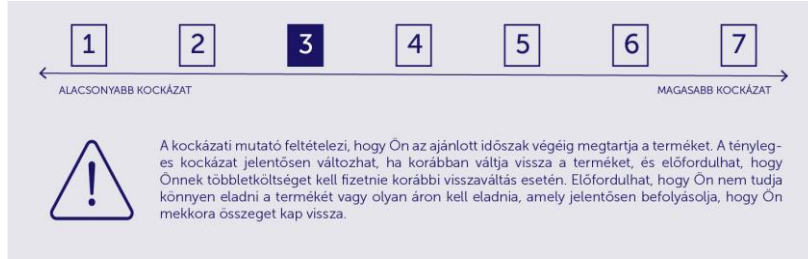 1 2 3 4 5 6 7
ALACSONYABB KOCKÁZAT MAGASABB KOCKÁZAT
A kockázati mutató feltételezi, hogy Ön az ajánlott időszak végéig megtartja a terméket. A tényleg-
es kockázat jelentősen változhat, ha korábban váltja vissza a terméket, és előfordulhat, hogy
Önnek többletköltséget kell fizetnie korábbi visszaváltás esetén. Előfordulhat, hogy Ön nem tudja
könnyen eladni a termékét vagy olyan áron kell eladnia, amely jelentősen befolyásolja, hogy Ön
mekkora összeget kap vissza.